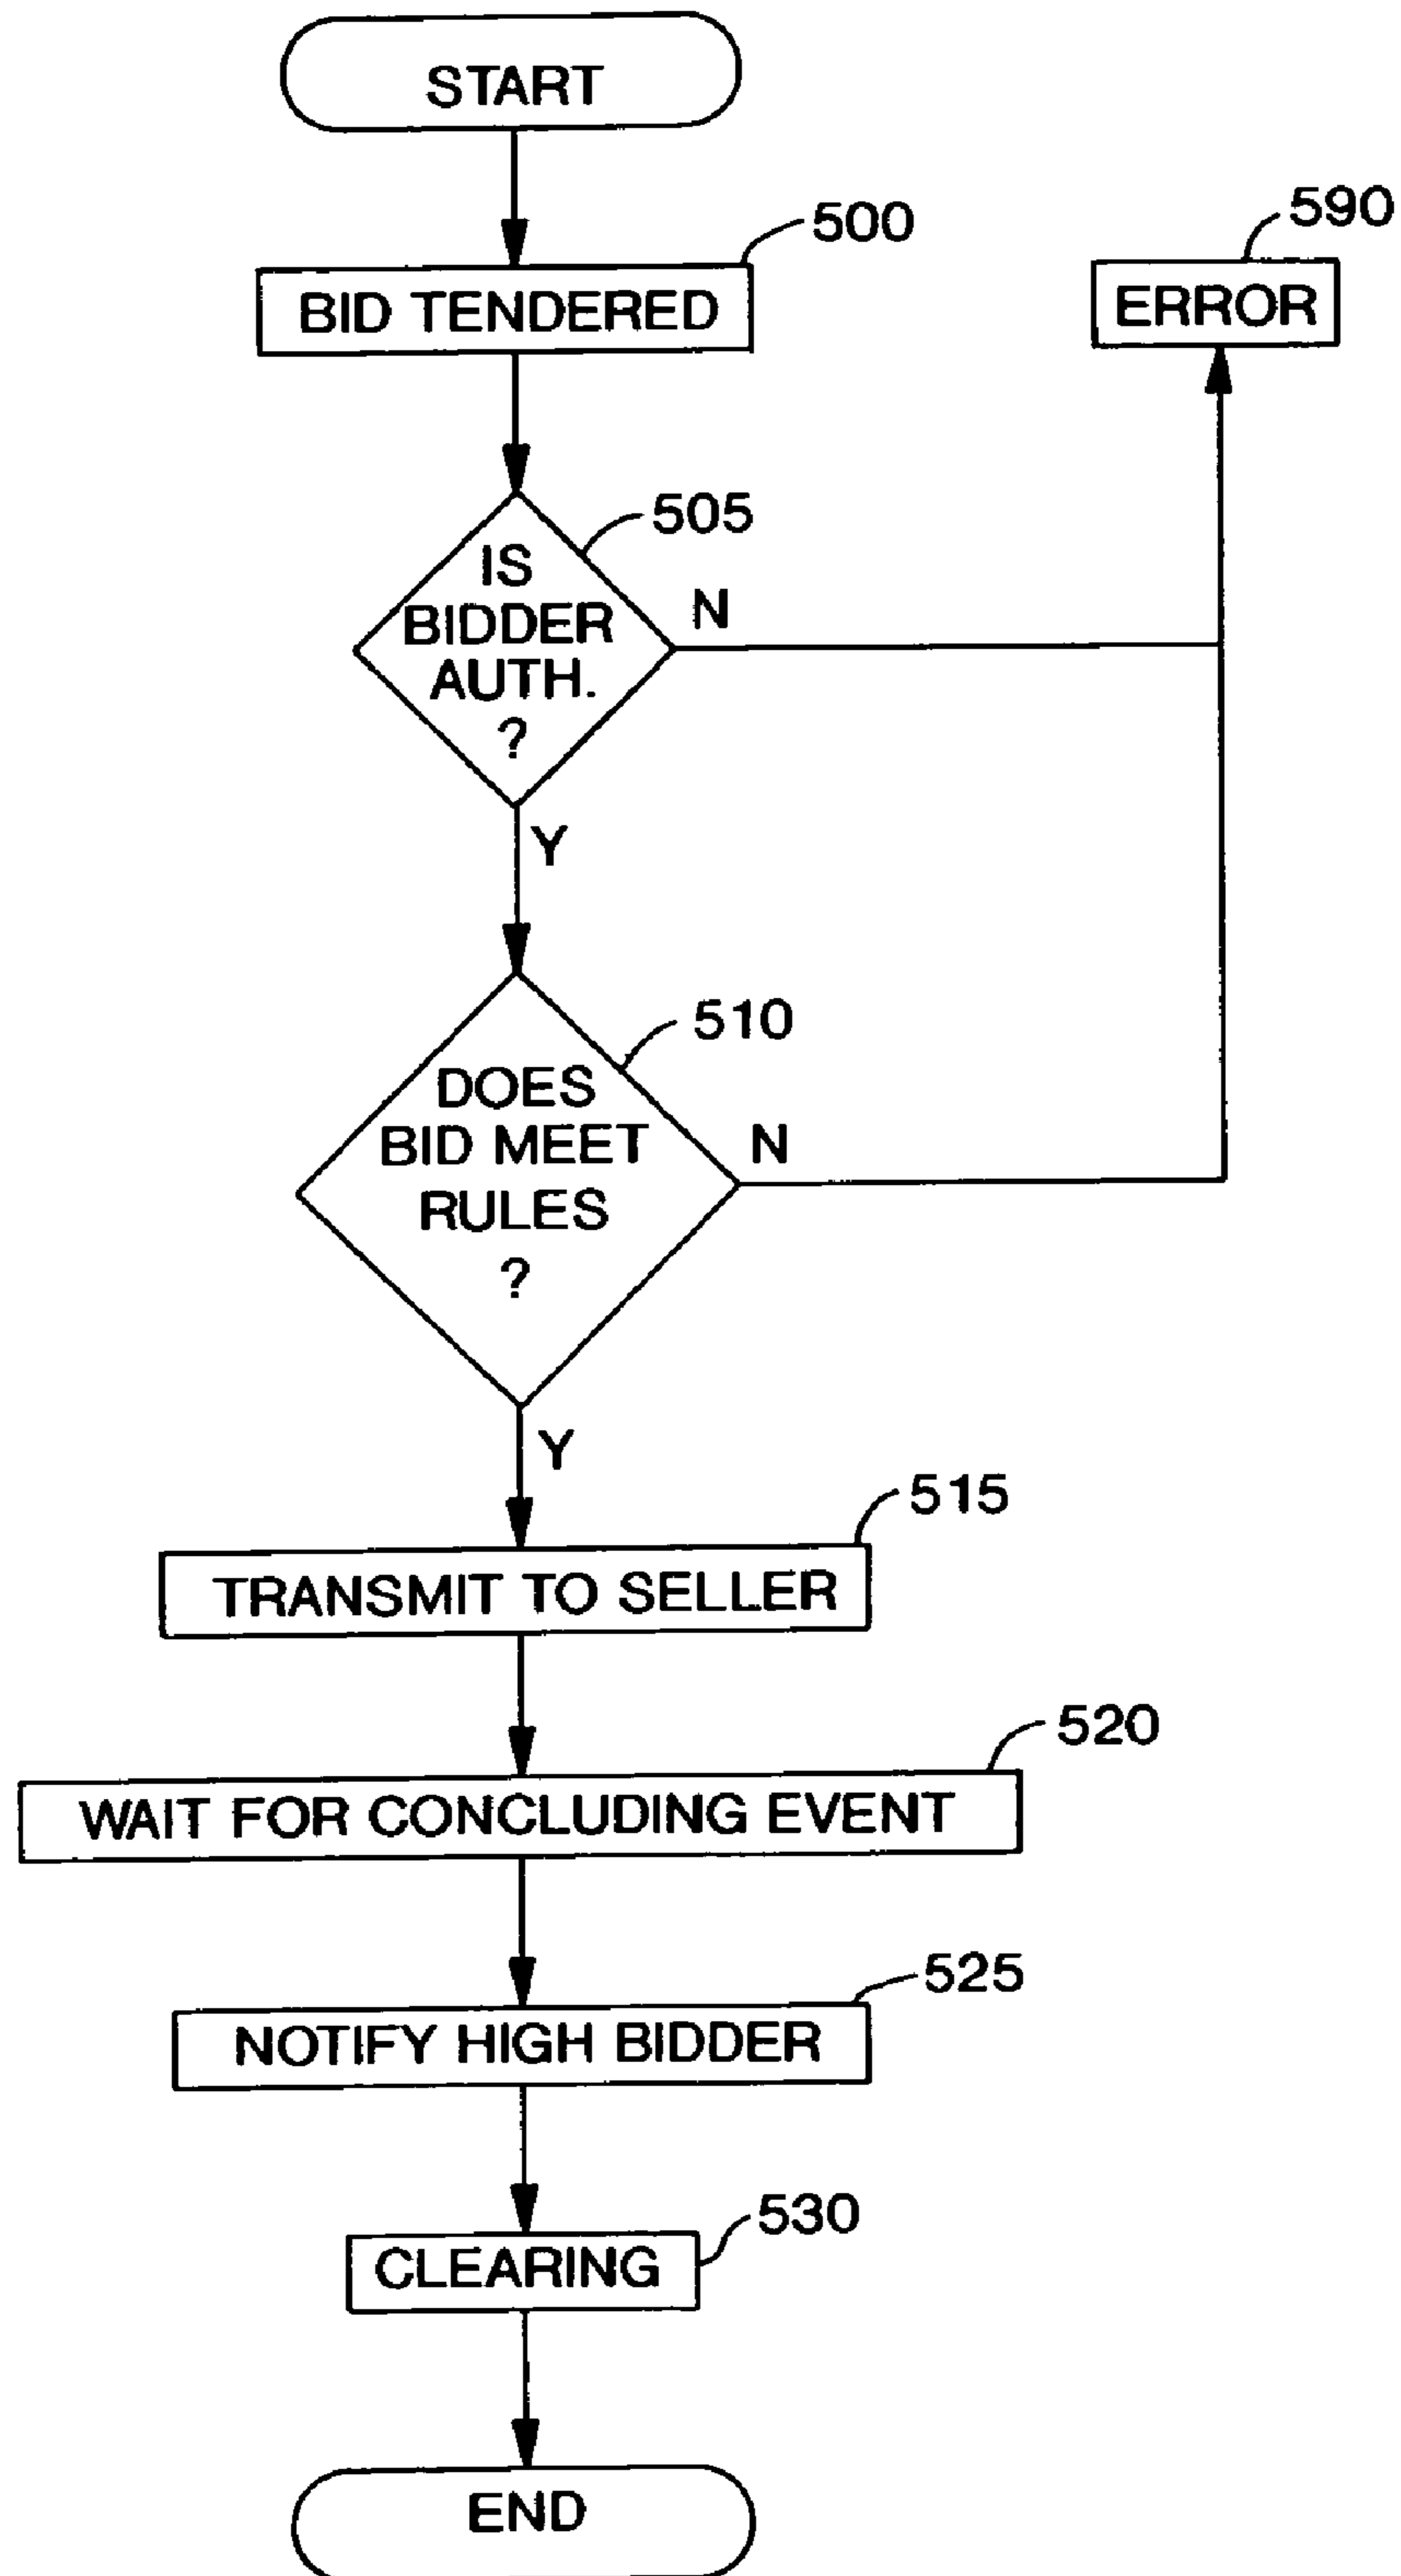 START
500
590
BID TENDERED
ERROR
505
IS
BIDDER
AUTH.
?
N
Y
510
DOES
BID MEET
RULES
?
N
Y
515
TRANSMIT TO SELLER
520
WAIT FOR CONCLUDING EVENT
525
NOTIFY HIGH BIDDER
530
CLEARING
END